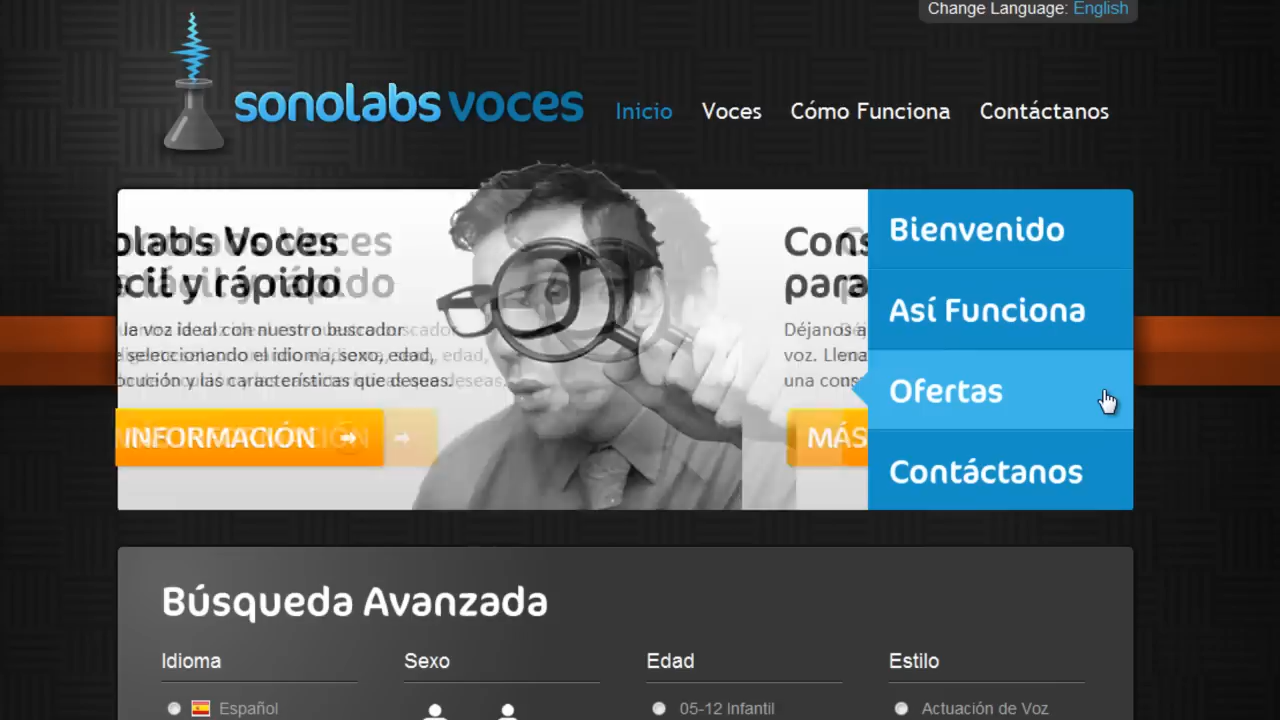 Change Language: English
sonolabs voces
Inicio Voces Cómo Funciona Contáctanos
olabs Voces
cil y rápido
la voz ideal con nuestro buscador
selecionando el idioma, sexo, edad,
ocución y las características que deseas.
INFORMACIÓN
Cons
para
Déjanos a
voz. Llena
una cons
MÁS
Bienvenido
Así Funciona
Ofertas
Contáctanos
Búsqueda Avanzada
Idioma Sexo Edad Estilo
Español 05-12 Infantil Actuación de Voz